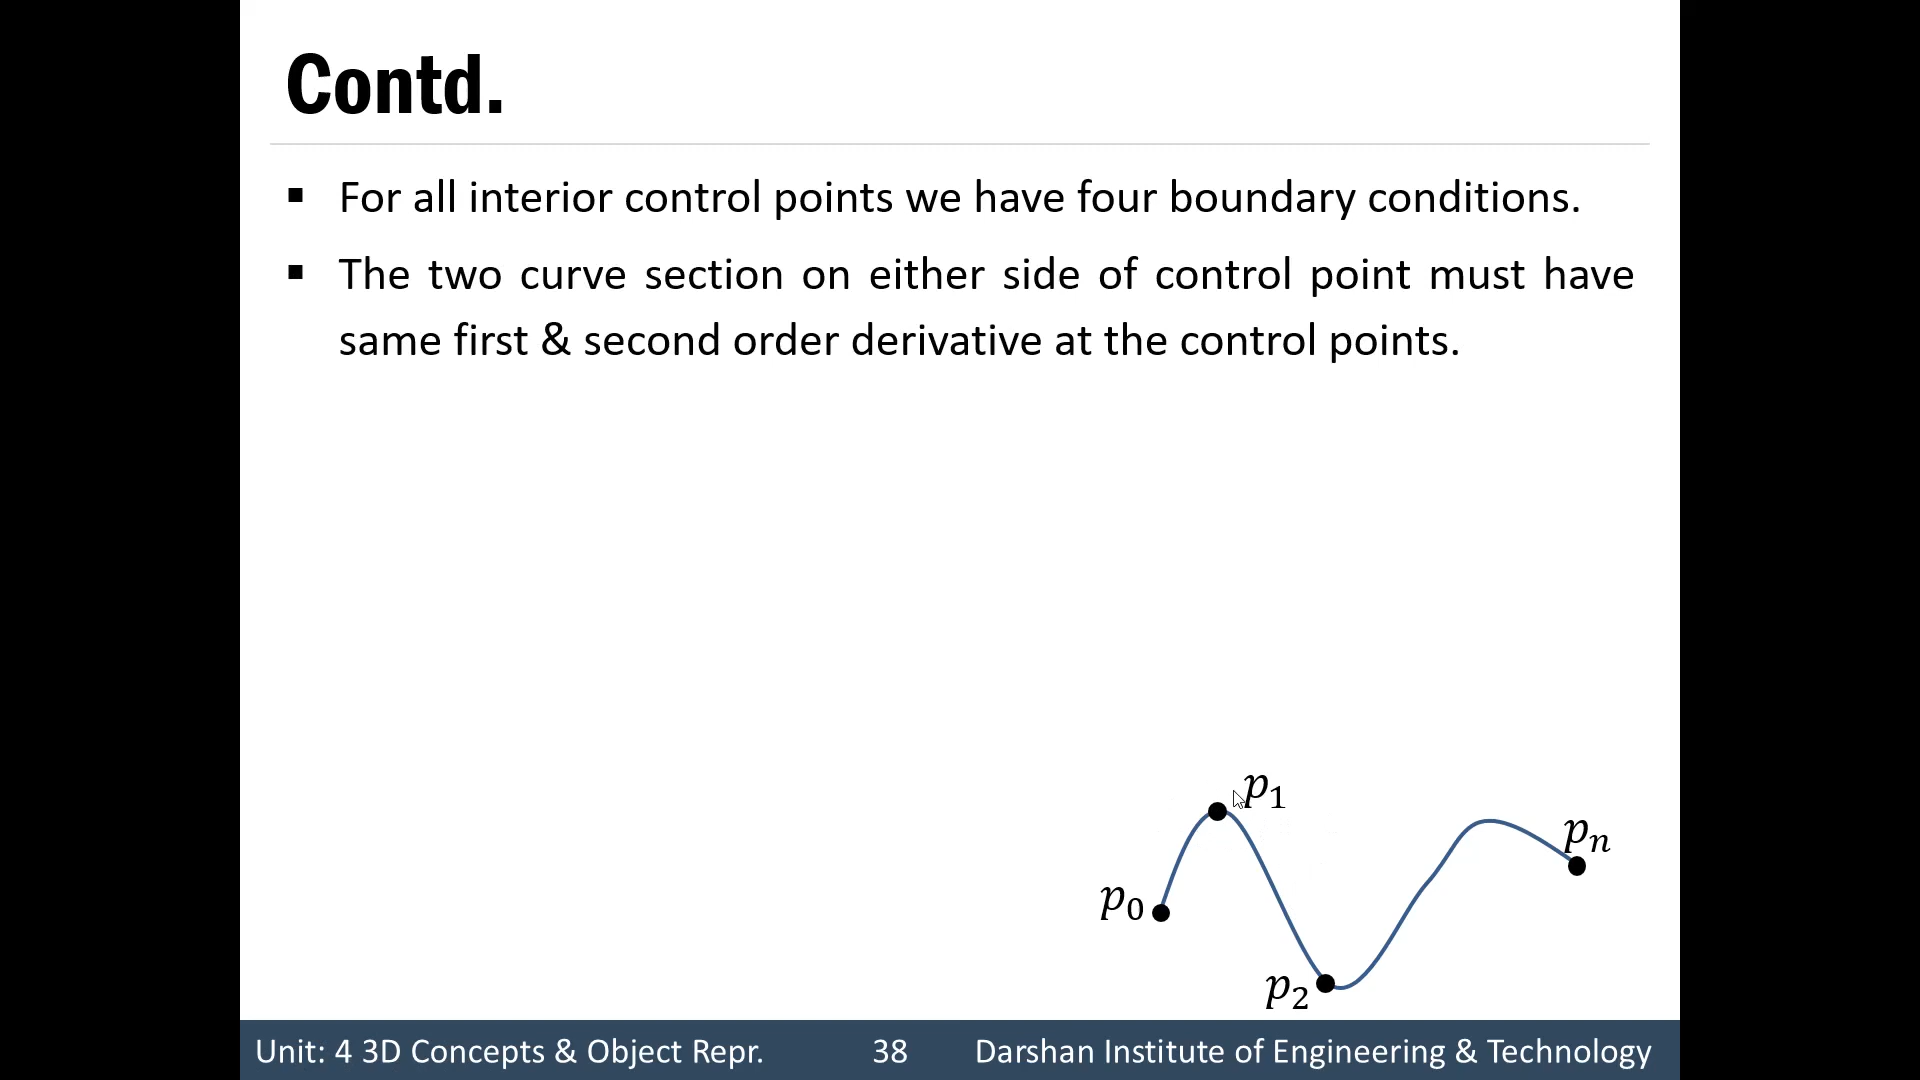 Contd.
▪ For all interior control points we have four boundary conditions.
▪ The two curve section on either side of control point must have
same first & second order derivative at the control points.
p₁
pₙ
p₀
p₂
Unit: 4 3D Concepts & Object Repr. 38 Darshan Institute of Engineering & Technology